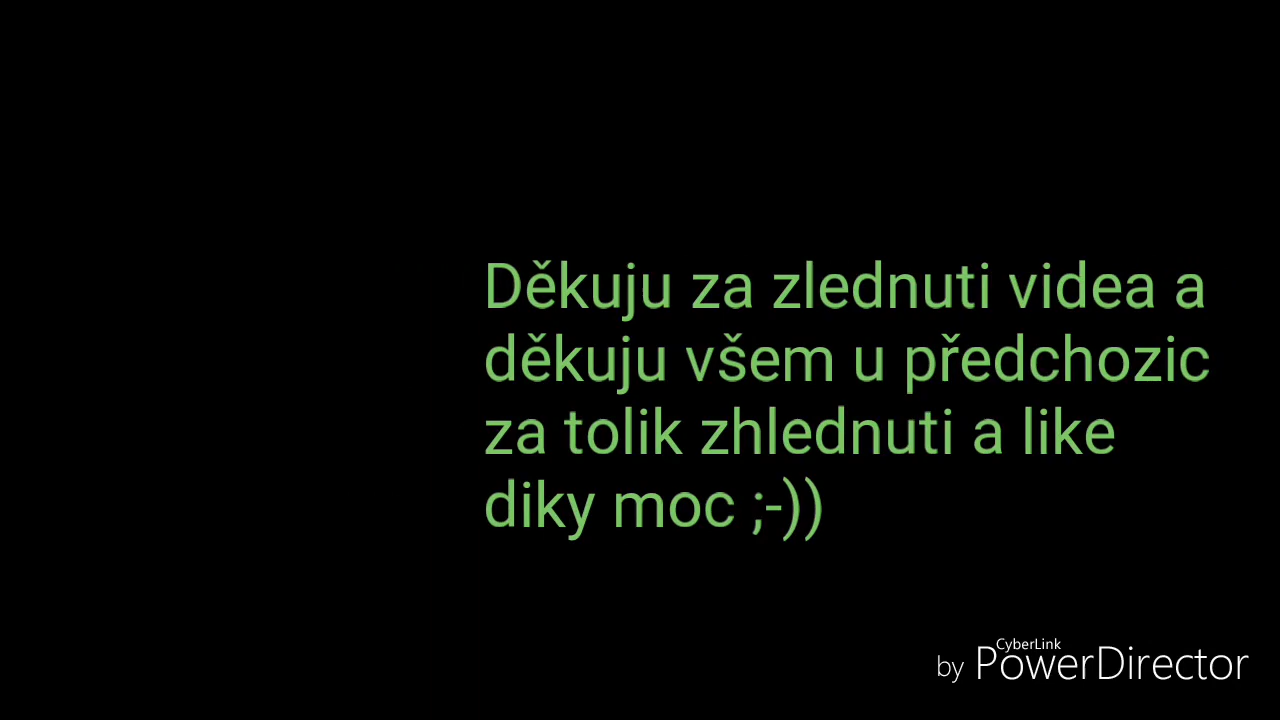 Děkuju za zlednuti videa a
děkuju všem u předchozic
za tolik zhlednuti a like
diky moc ;-))
CyberLink
by PowerDirector